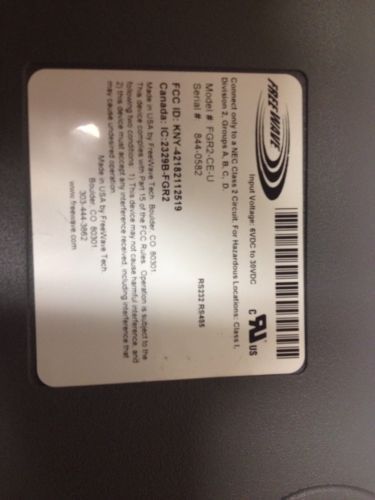 FREEWAVE
Input Voltage: 6VDC to 30VDC
C UR US
Connect only to a NEC Class 2 Circuit. For Hazardous Locations: Class I,
Division 2, Groups A, B, C, D.
Model # FGR2-CE-U
RS232 RS485
Serial # 844-0582
FCC ID: KNY-42182112519
Canada: IC:2329B-FGR2
Made in USA by FreeWave Tech. Boulder, CO. 80301
This device complies with Part 15 of the FCC Rules. Operation is subject to the
following two conditions: 1) This device may not cause harmful interference, and
2) this device must accept any interference received, including interference that
may cause undesired operation.
Made in USA by FreeWave Tech.
Boulder, CO. 80301
303-444-3862
www.freewave.com